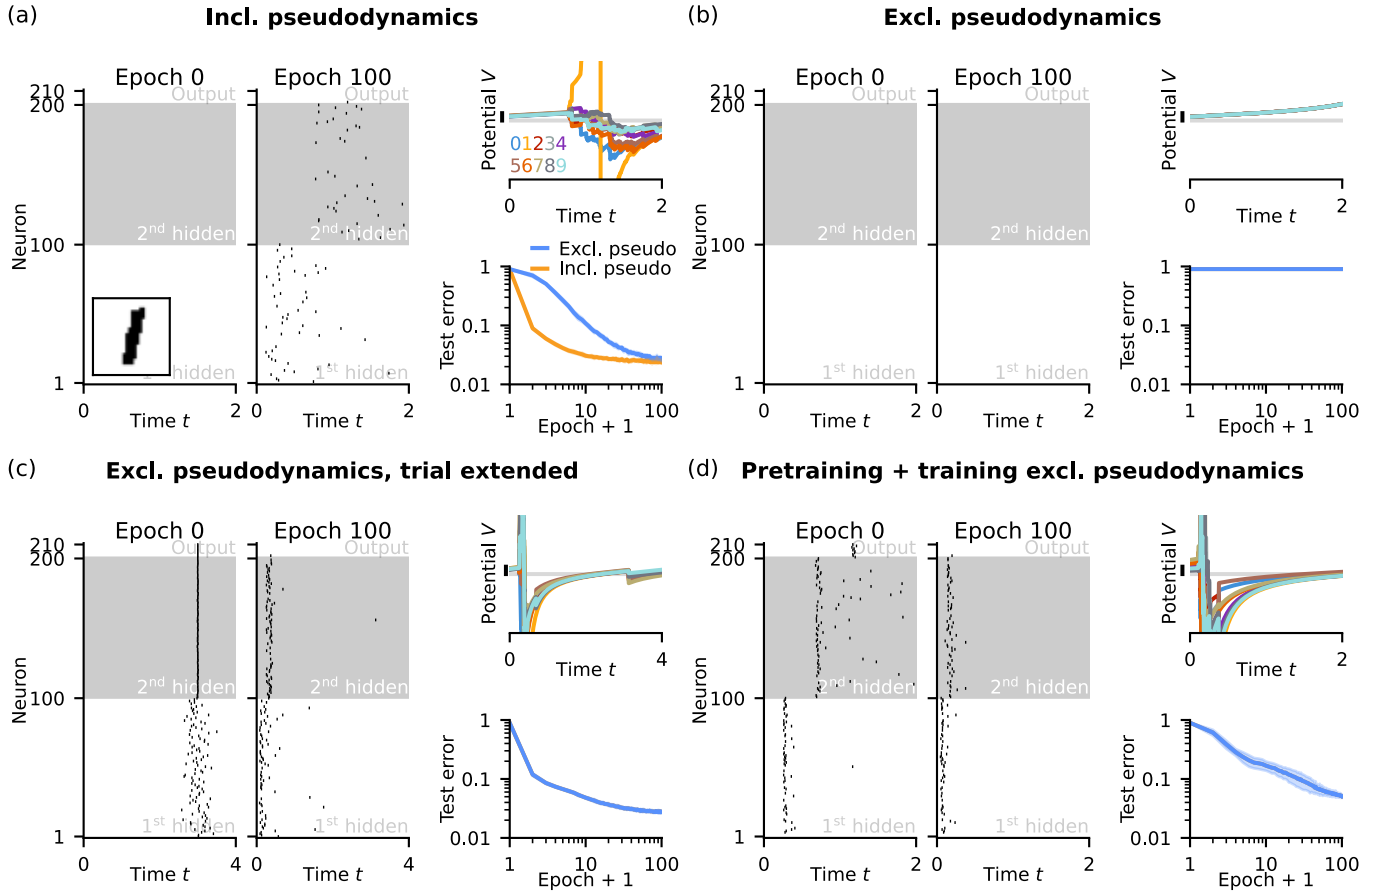 (a)
Incl. pseudodynamics
Epoch 0
Epoch 100
210
200
100
1
Neuron
Output
2nd hidden
1st hidden
0
2
Time t
Output
2nd hidden
1st hidden
0
2
Time t
Potential V
01234
56789
0
2
Time t
Excl. pseudo
Incl. pseudo
Test error
1
0.1
0.01
1
10
100
Epoch + 1
(b)
Excl. pseudodynamics
Epoch 0
Epoch 100
210
200
100
1
Neuron
Output
2nd hidden
1st hidden
0
2
Time t
Output
2nd hidden
1st hidden
0
2
Time t
Potential V
0
2
Time t
Test error
1
0.1
0.01
1
10
100
Epoch + 1
(c)
Excl. pseudodynamics, trial extended
Epoch 0
Epoch 100
210
200
100
1
Neuron
Output
2nd hidden
1st hidden
0
4
Time t
Output
2nd hidden
1st hidden
0
4
Time t
Potential V
0
4
Time t
Test error
1
0.1
0.01
1
10
100
Epoch + 1
(d)
Pretraining + training excl. pseudodynamics
Epoch 0
Epoch 100
210
200
100
1
Neuron
Output
2nd hidden
1st hidden
0
2
Time t
Output
2nd hidden
1st hidden
0
2
Time t
Potential V
0
2
Time t
Test error
1
0.1
0.01
1
10
100
Epoch + 1